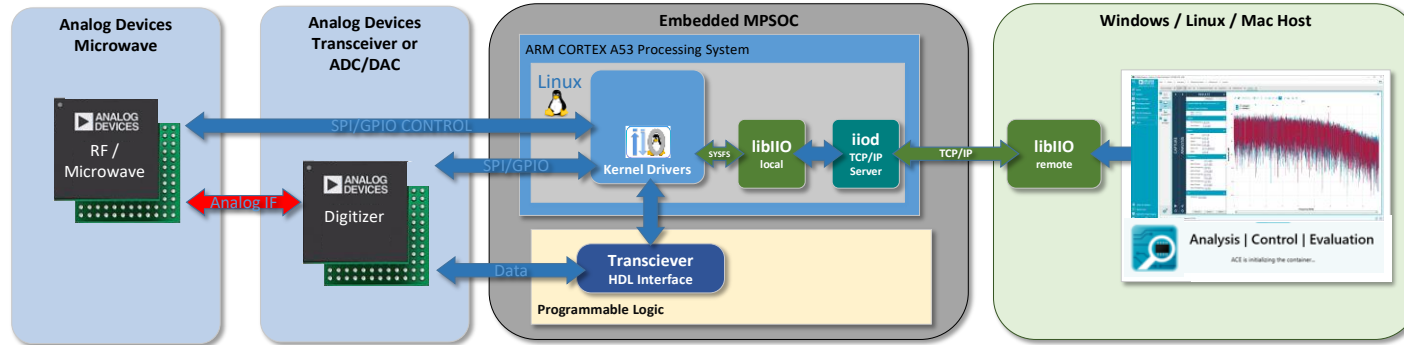 Analog Devices
Microwave
ANALOG
DEVICES
RF /
Microwave
Analog Devices
Transceiver or
ADC/DAC
ANALOG
DEVICES
Digitizer
SPI/GPIO CONTROL
SPI/GPIO
Analog IF
Data
Embedded MPSOC
ARM CORTEX A53 Processing System
Linux
Kernel Drivers
SYSFS
libIIO
local
iiod
TCP/IP
Server
Transciever
HDL Interface
Programmable Logic
TCP/IP
Windows / Linux / Mac Host
libIIO
remote
Analysis | Control | Evaluation
ACE is initializing the container...